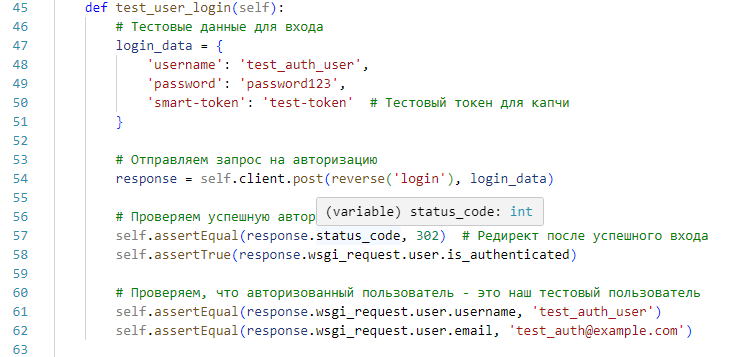 45 def test_user_login(self):
46 # Тестовые данные для входа
47 login_data = {
48 'username': 'test_auth_user',
49 'password': 'password123',
50 'smart-token': 'test-token'  # Тестовый токен для капчи
51 }
52
53 # Отправляем запрос на авторизацию
54 response = self.client.post(reverse('login'), login_data)
55
(variable) status_code: int
56 # Проверяем успешную автор
57 self.assertEqual(response.status_code, 302)  # Редирект после успешного входа
58 self.assertTrue(response.wsgi_request.user.is_authenticated)
59
60 # Проверяем, что авторизованный пользователь - это наш тестовый пользователь
61 self.assertEqual(response.wsgi_request.user.username, 'test_auth_user')
62 self.assertEqual(response.wsgi_request.user.email, 'test_auth@example.com')
63